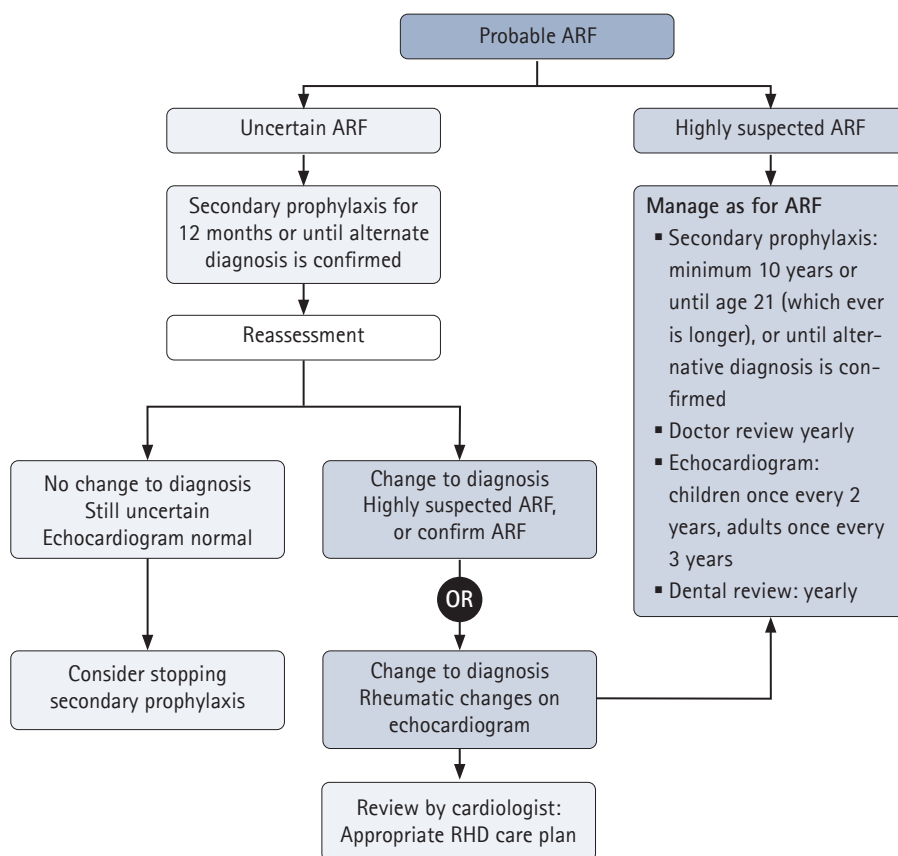 Probable ARF
Uncertain ARF
Highly suspected ARF
Secondary prophylaxis for
12 months or until alternate
diagnosis is confirmed
Reassessment
No change to diagnosis
Still uncertain
Echocardiogram normal
Consider stopping
secondary prophylaxis
Change to diagnosis
Highly suspected ARF,
or confirm ARF
OR
Change to diagnosis
Rheumatic changes on
echocardiogram
Review by cardiologist:
Appropriate RHD care plan
Manage as for ARF
▪ Secondary prophylaxis:
minimum 10 years or
until age 21 (which ever
is longer), or until alter-
native diagnosis is con-
firmed
▪ Doctor review yearly
▪ Echocardiogram:
children once every 2
years, adults once every
3 years
▪ Dental review: yearly